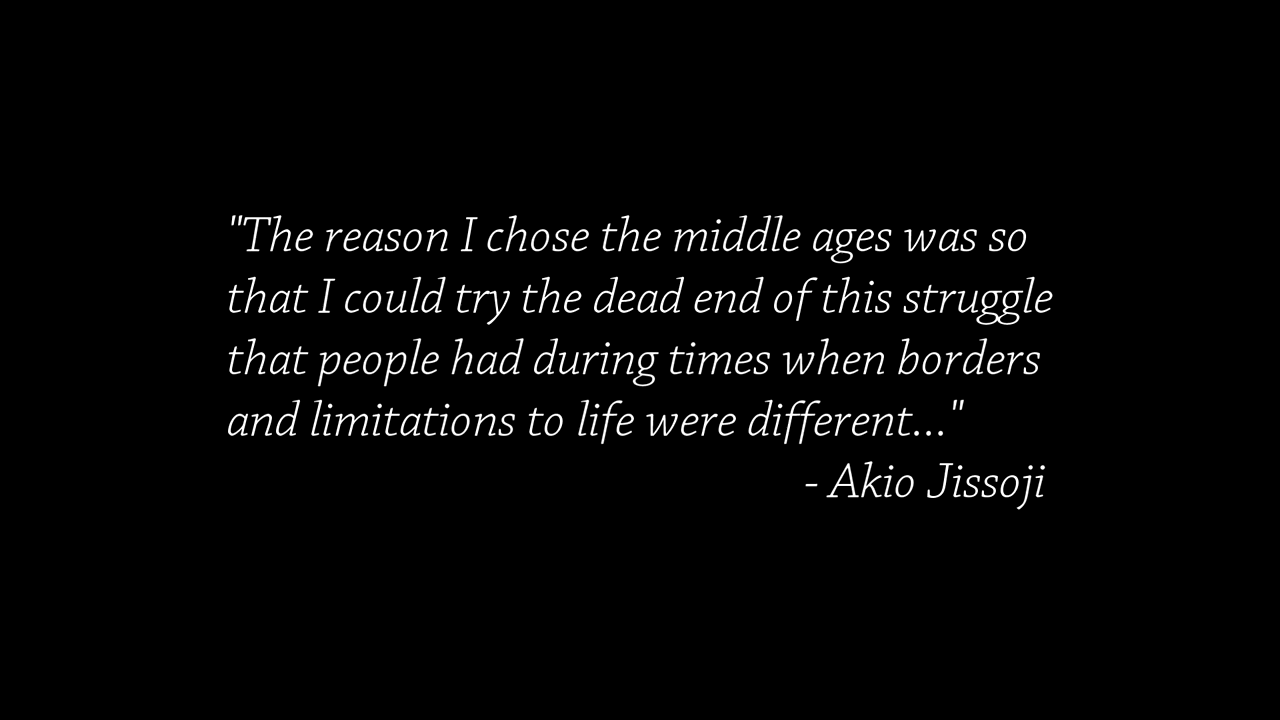 "The reason I chose the middle ages was so
that I could try the dead end of this struggle
that people had during times when borders
and limitations to life were different..."
- Akio Jissoji